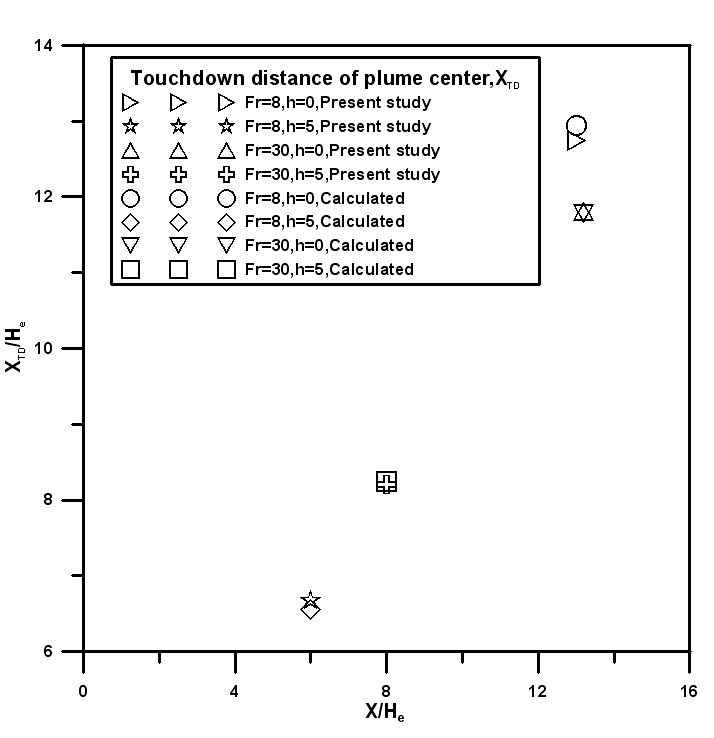 14
12
10
8
6
X_TD/H_e
Touchdown distance of plume center,X_TD
Fr=8,h=0,Present study
Fr=8,h=5,Present study
Fr=30,h=0,Present study
Fr=30,h=5,Present study
Fr=8,h=0,Calculated
Fr=8,h=5,Calculated
Fr=30,h=0,Calculated
Fr=30,h=5,Calculated
0 4 8 12 16
X/H_e